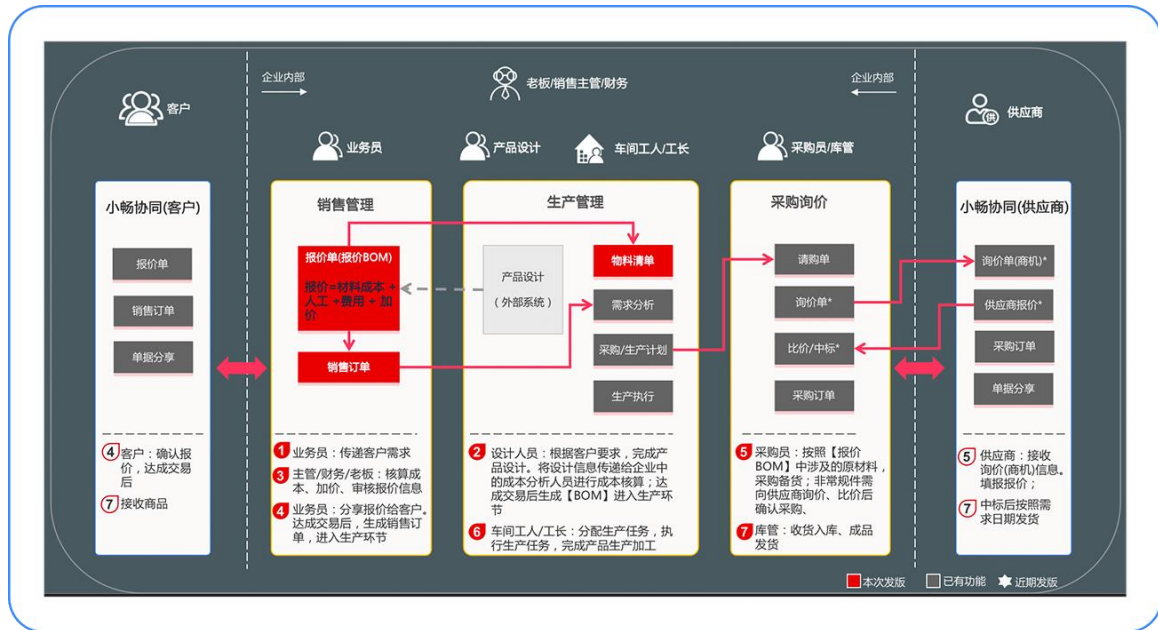 企业内部
老板/销售主管/财务
企业内部
客户
供
供应商
业务员
产品设计
车间工人/工长
采购员/库管
小畅协同(客户)
报价单
销售订单
单据分享
④客户：确认报
价，达成交易
后
⑦接收商品
销售管理
报价单(报价BOM)
报价=材料成本 +
人工 +费用 + 加
价
销售订单
①业务员：传递客户需求
③主管/财务/老板：核算成
本、加价、审核报价信息
④业务员：分享报价给客户。
达成交易后，生成销售订
单，进入生产环节
生产管理
产品设计
（外部系统）
物料清单
需求分析
采购/生产计划
生产执行
②设计人员：根据客户要求，完成产
品设计。将设计信息传递给企业中
的成本分析人员进行成本核算；达
成交易后生成【BOM】进入生产环
节
⑥车间工人/工长：分配生产任务，执
行生产任务，完成产品生产加工
采购询价
请购单
询价单*
比价/中标*
采购订单
⑤采购员：按照【报价
BOM】中涉及的原材料，
采购备货；非常规件需
向供应商询价、比价后
确认采购、
⑦库管：收货入库、成品
发货
小畅协同(供应商)
询价单(商机)*
供应商报价*
采购订单
单据分享
⑤供应商：接收
询价(商机)信息。
填报报价；
⑦中标后按照需
求日期发货
本次发版
已有功能
近期发版